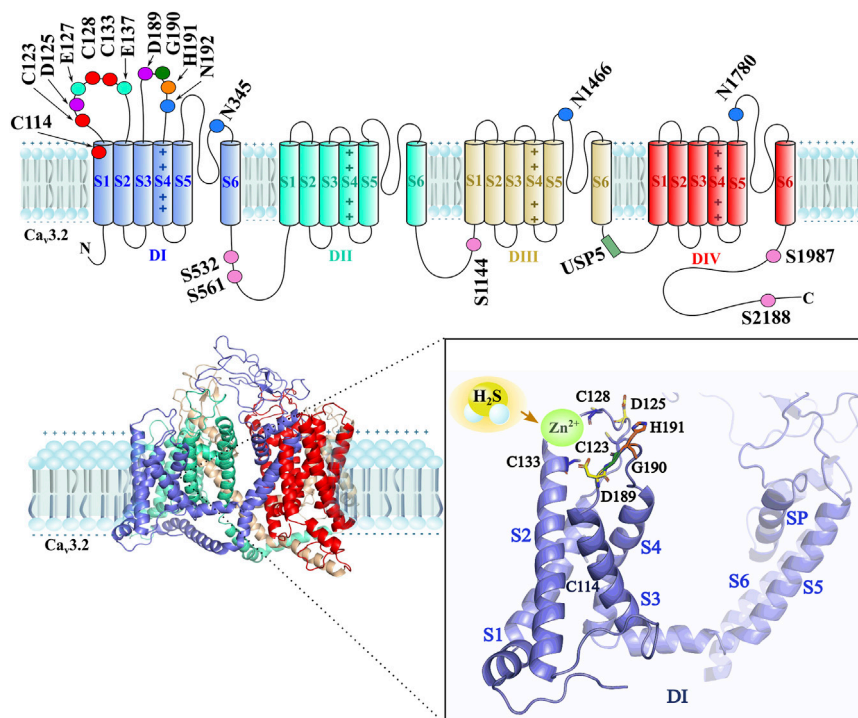 C123
D125
E127
C128
C133
E137
D189
G190
H191
N192
C114
N345
N1466
N1780
S1 S2 S3 S4 S5 S6
S1 S2 S3 S4 S5 S6
S1 S2 S3 S4 S5 S6
S1 S2 S3 S4 S5 S6
+ + + +
+ + + +
+ + + +
+ + + +
Cav3.2
N
DI
DII
DIII
DIV
S532
S561
S1144
USP5
S1987
S2188
C
Cav3.2
H2S
Zn2+
C128
D125
H191
C123
C133
G190
D189
S2
S4
SP
C114
S6
S5
S3
S1
DI